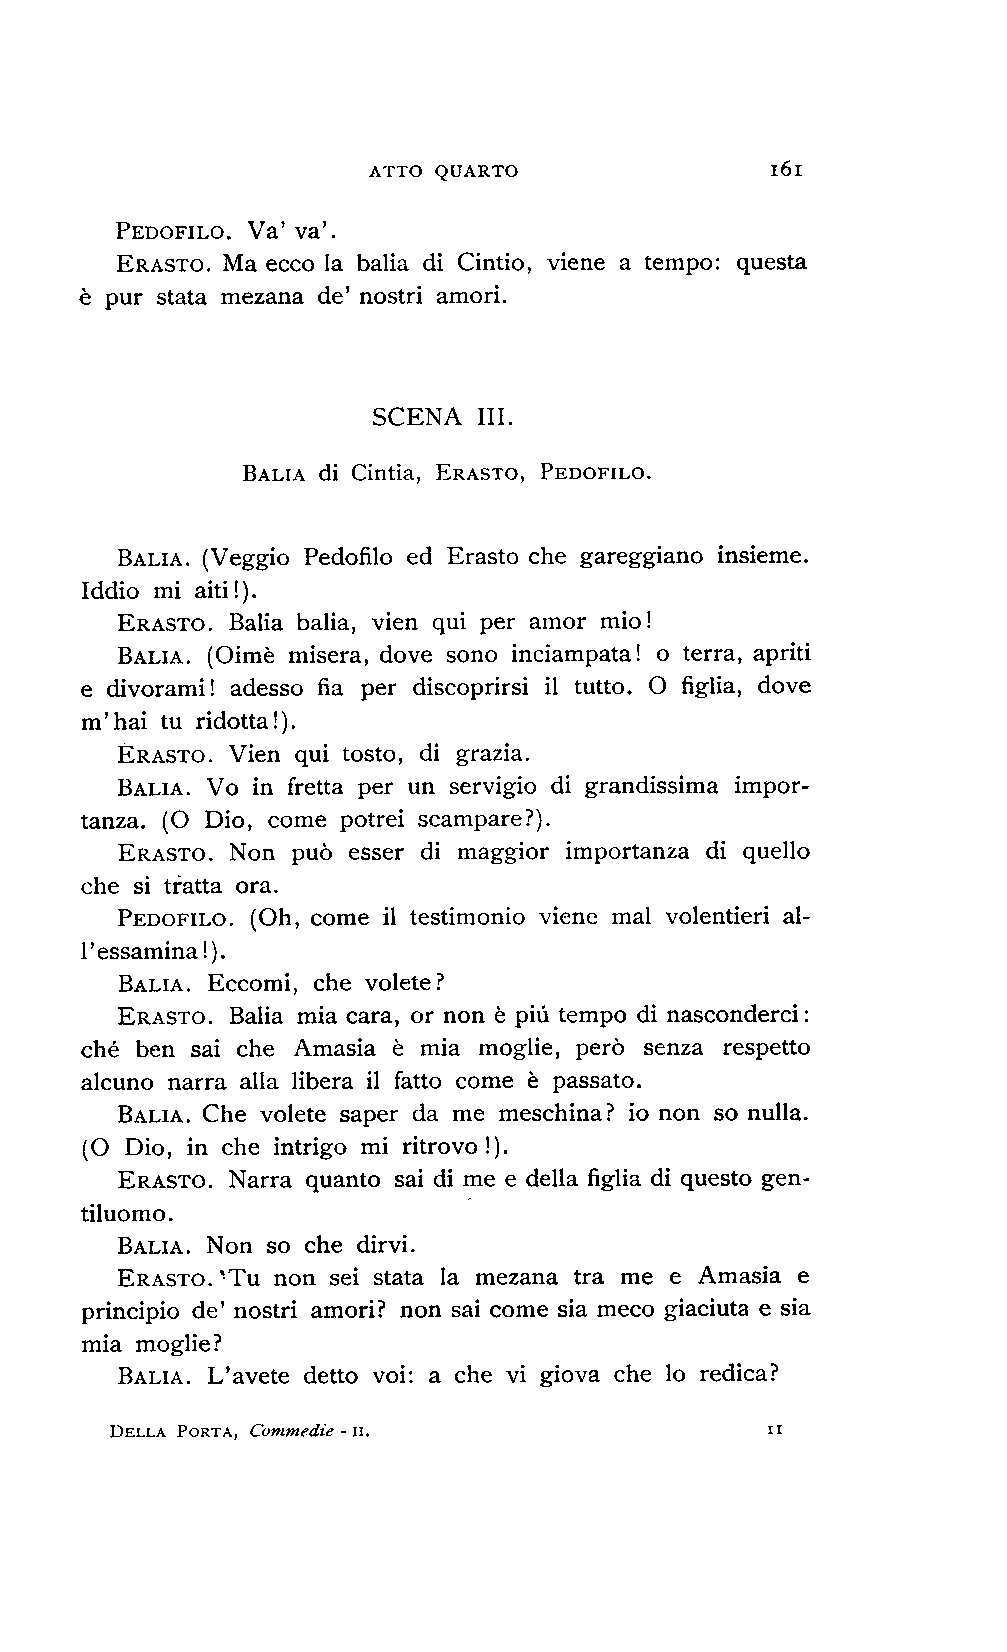 ATTO QUARTO 161
PEDOFILO. Va' va'.
ERASTO. Ma ecco la balia di Cintio, viene a tempo: questa
è pur stata mezana de' nostri amori.
SCENA III.
BALIA di Cintia, ERASTO, PEDOFILO.
BALIA. (Veggio Pedofilo ed Erasto che gareggiano insieme.
Iddio mi aiti!).
ERASTO. Balia balia, vien qui per amor mio!
BALIA. (Oimè misera, dove sono inciampata! o terra, apriti
e divorami! adesso fia per discoprirsi il tutto. O figlia, dove
m'hai tu ridotta!).
ERASTO. Vien qui tosto, di grazia.
BALIA. Vo in fretta per un servigio di grandissima impor-
tanza. (O Dio, come potrei scampare?).
ERASTO. Non può esser di maggior importanza di quello
che si tratta ora.
PEDOFILO. (Oh, come il testimonio viene mal volentieri al-
l'essamina!).
BALIA. Eccomi, che volete?
ERASTO. Balia mia cara, or non è piú tempo di nasconderci:
ché ben sai che Amasia è mia moglie, però senza respetto
alcuno narra alla libera il fatto come è passato.
BALIA. Che volete saper da me meschina? io non so nulla.
(O Dio, in che intrigo mi ritrovo!).
ERASTO. Narra quanto sai di me e della figlia di questo gen-
tiluomo.
BALIA. Non so che dirvi.
ERASTO. Tu non sei stata la mezana tra me e Amasia e
principio de' nostri amori? non sai come sia meco giaciuta e sia
mia moglie?
BALIA. L'avete detto voi: a che vi giova che lo redica?
DELLA PORTA, Commedie - II. 11